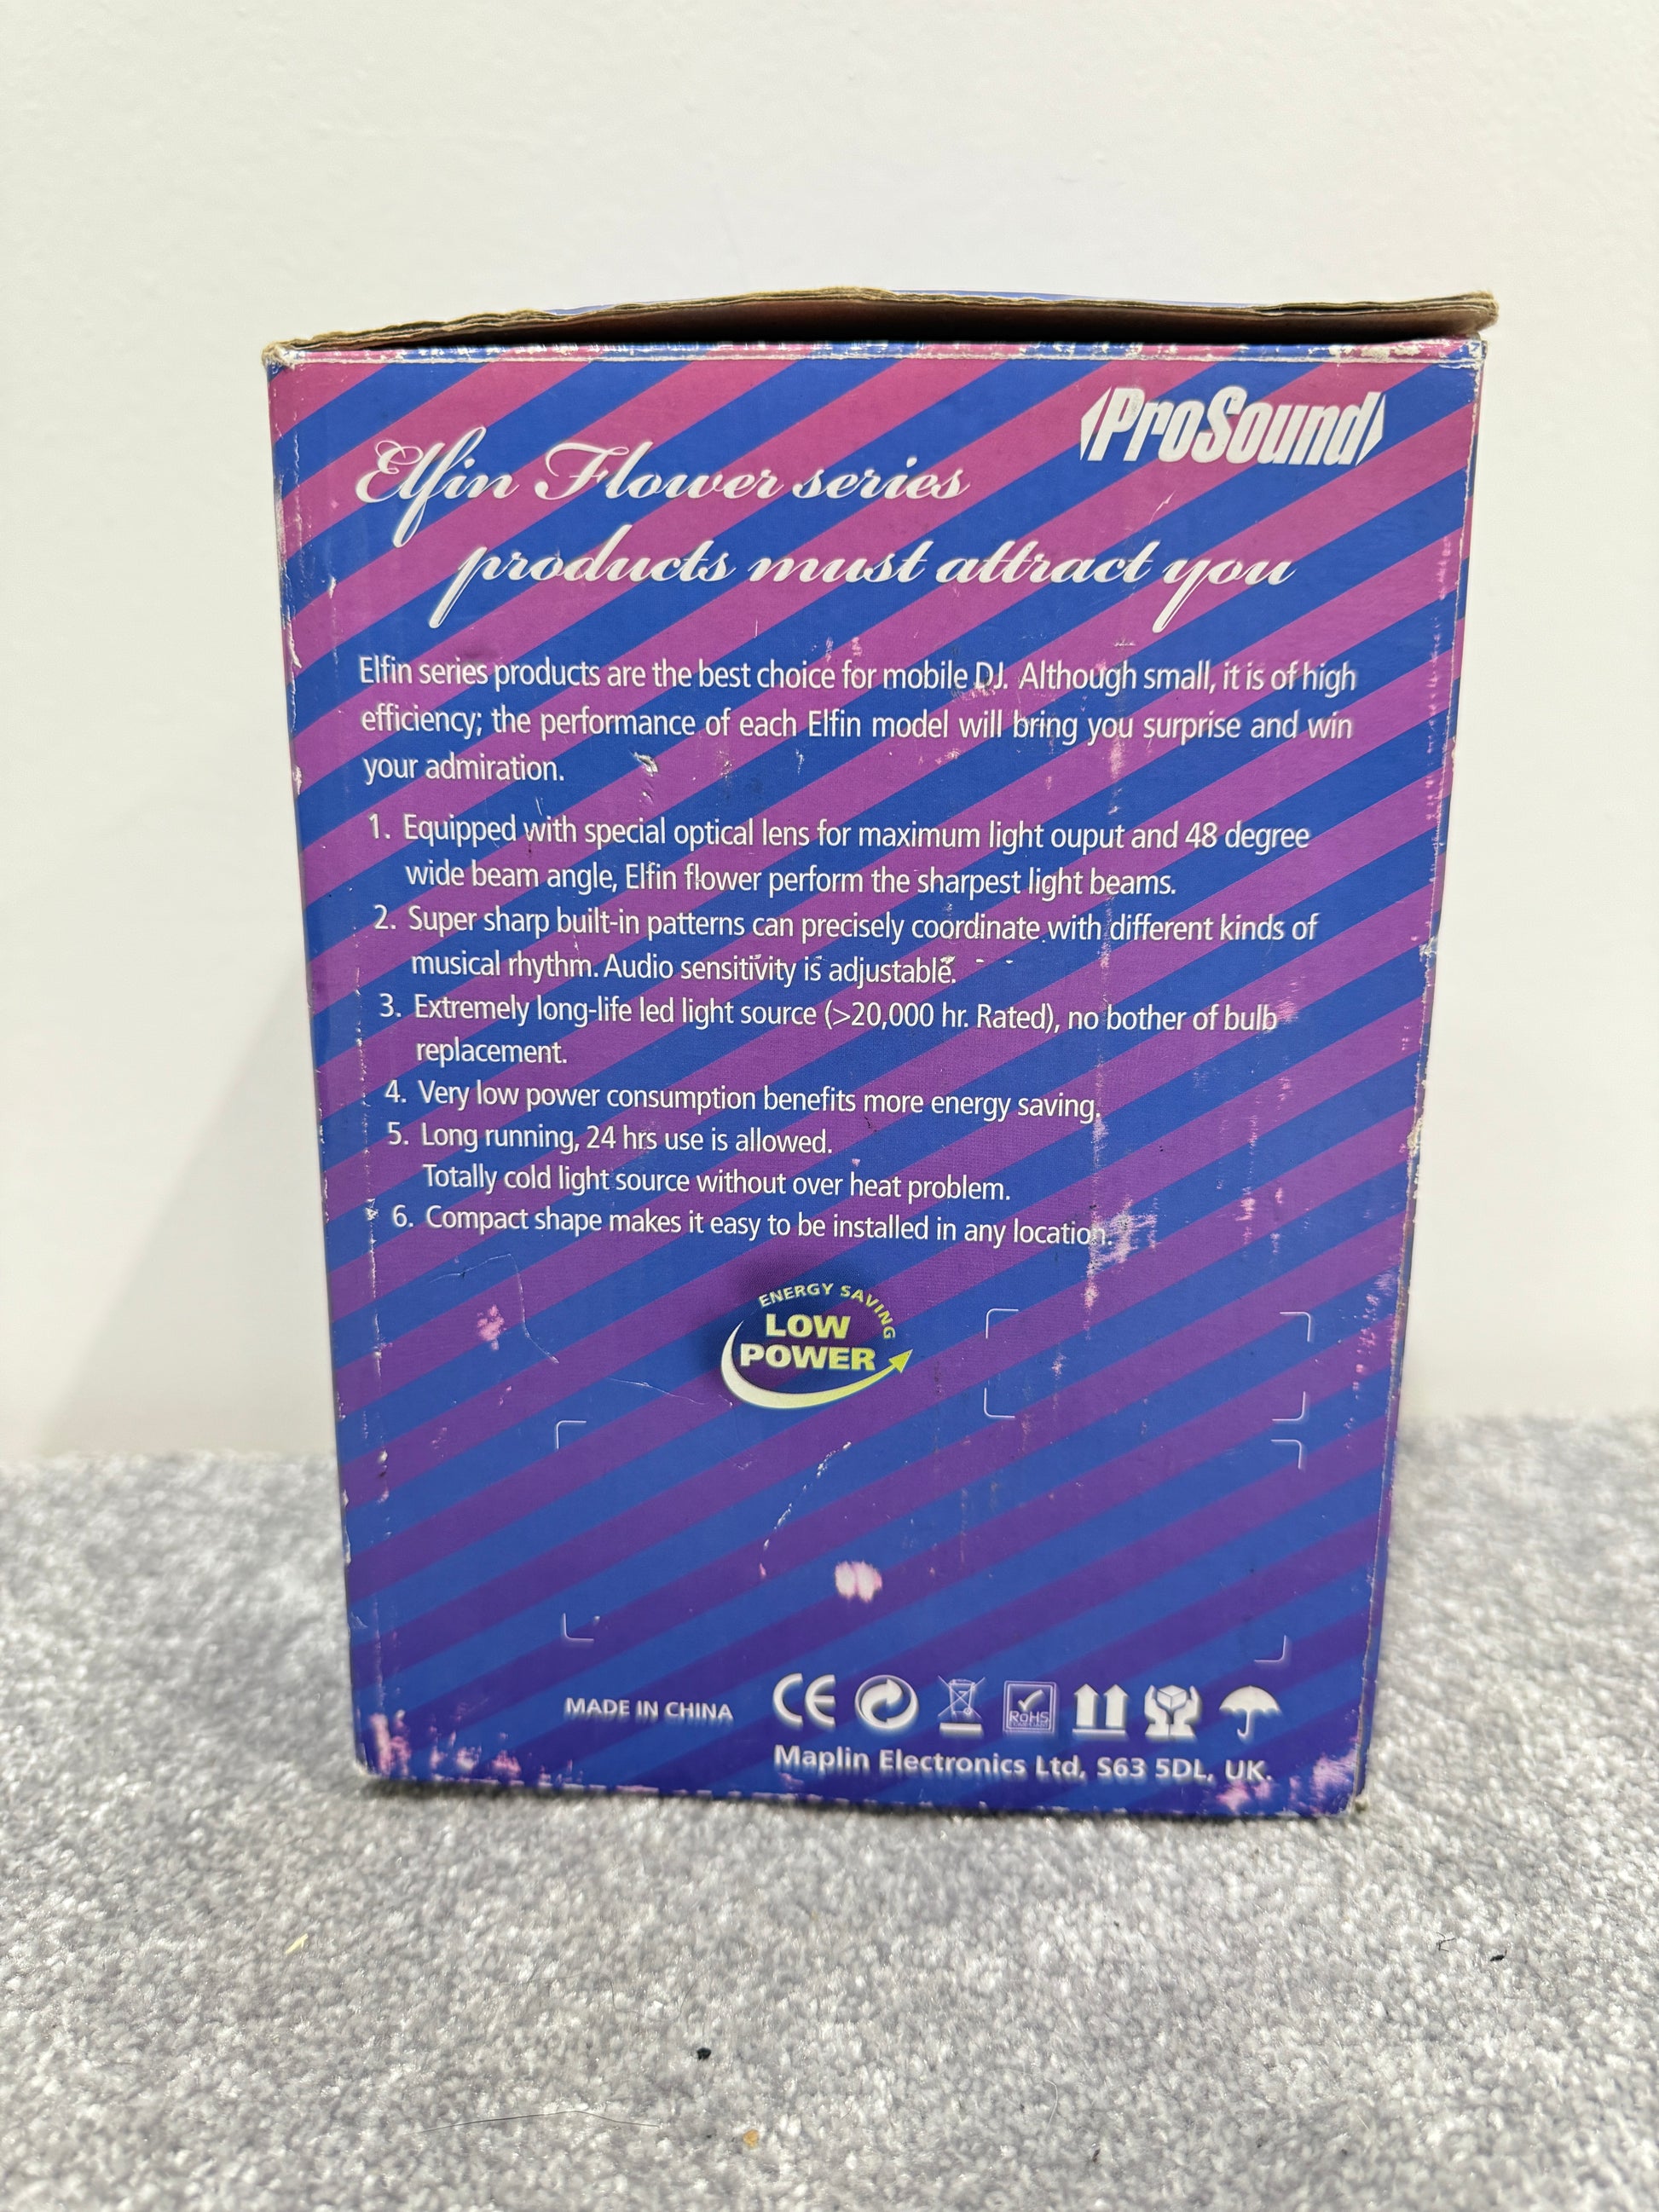 ProSound
Elfin Flower series
products must attract you
Elfin series products are the best choice for mobile DJ. Although small, it is of high
efficiency; the performance of each Elfin model will bring you surprise and win
your admiration.
1. Equipped with special optical lens for maximum light ouput and 48 degree
wide beam angle, Elfin flower perform the sharpest light beams.
2. Super sharp built-in patterns can precisely coordinate with different kinds of
musical rhythm. Audio sensitivity is adjustable.
3. Extremely long-life led light source (>20,000 hr. Rated), no bother of bulb
replacement.
4. Very low power consumption benefits more energy saving.
5. Long running, 24 hrs use is allowed.
Totally cold light source without over heat problem.
6. Compact shape makes it easy to be installed in any location.
ENERGY SAVING
LOW
POWER
MADE IN CHINA
CE
RoHS
Maplin Electronics Ltd, S63 5DL, UK.